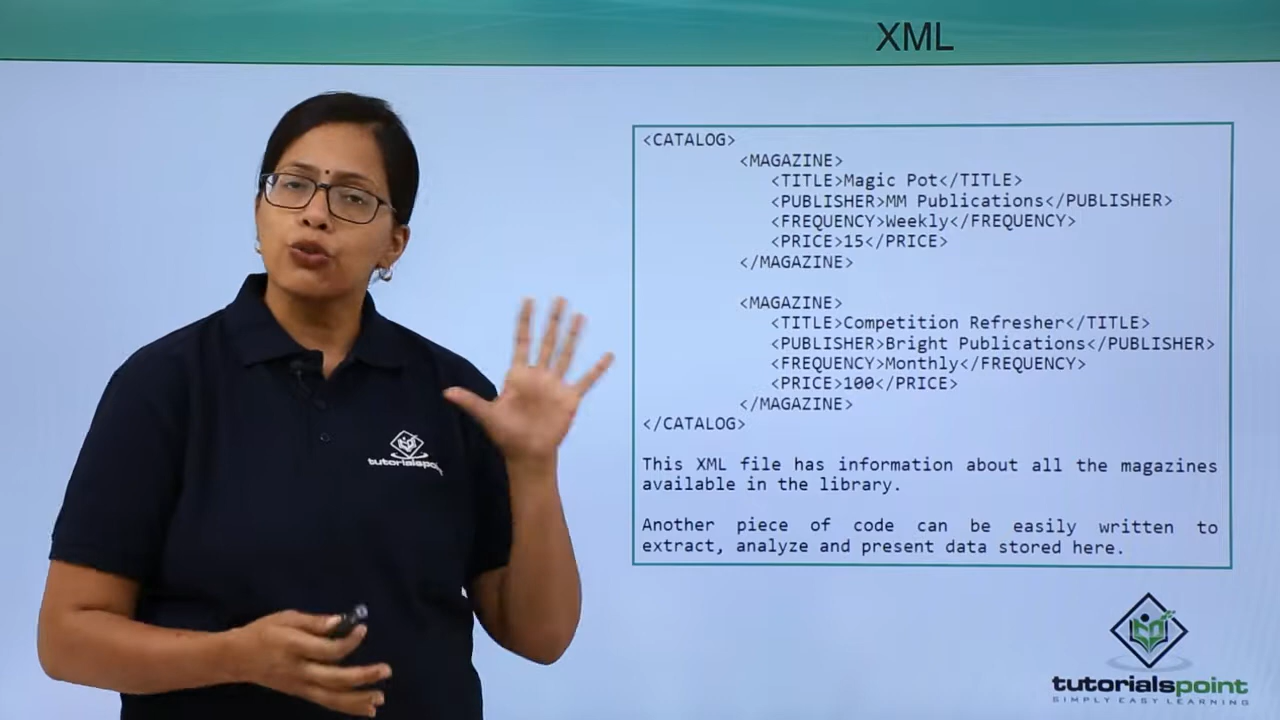 XML
<CATALOG>
<MAGAZINE>
<TITLE>Magic Pot</TITLE>
<PUBLISHER>MM Publications</PUBLISHER>
<FREQUENCY>Weekly</FREQUENCY>
<PRICE>15</PRICE>
</MAGAZINE>
<MAGAZINE>
<TITLE>Competition Refresher</TITLE>
<PUBLISHER>Bright Publications</PUBLISHER>
<FREQUENCY>Monthly</FREQUENCY>
<PRICE>100</PRICE>
</MAGAZINE>
</CATALOG>
This XML file has information about all the magazines
available in the library.
Another piece of code can be easily written to
extract, analyze and present data stored here.
tutorialspoint
tutorialspoint
SIMPLY EASY LEARNING